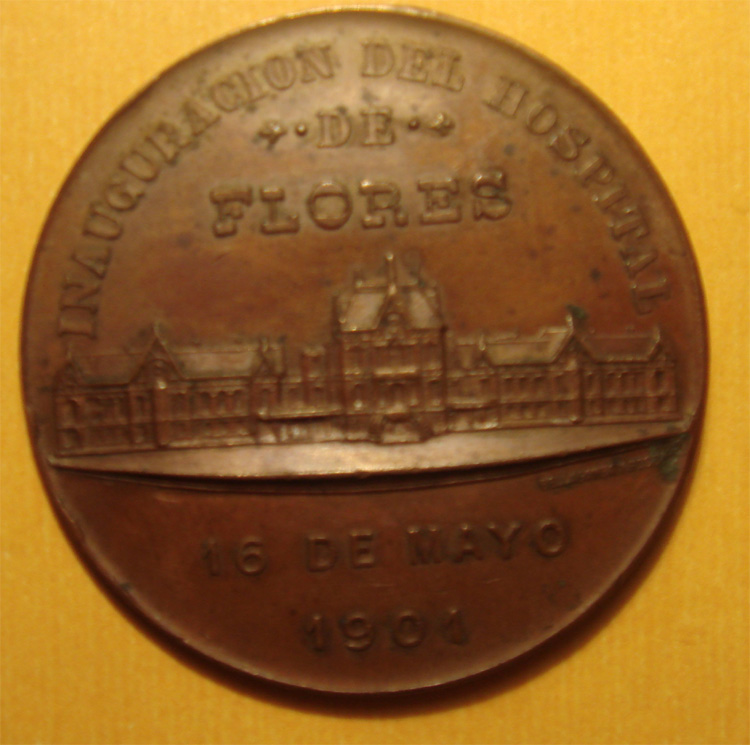 INAUGURACION DEL HOSPITAL
DE
FLORES
16 DE MAYO
1901